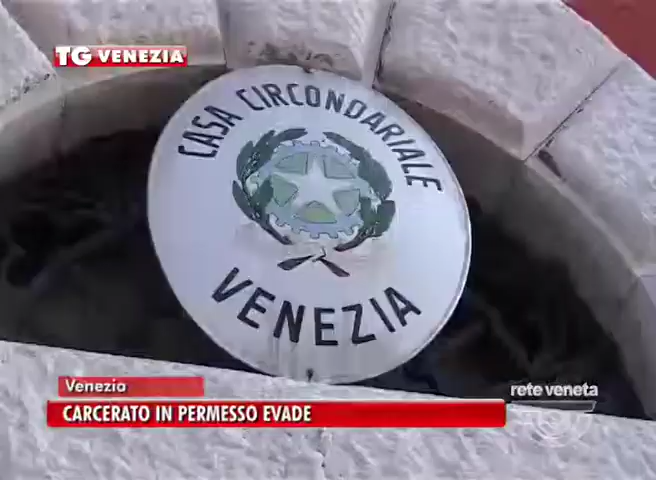 TG VENEZIA
CASA CIRCONDARIALE
VENEZIA
Venezia
rete veneta
CARCERATO IN PERMESSO EVADE